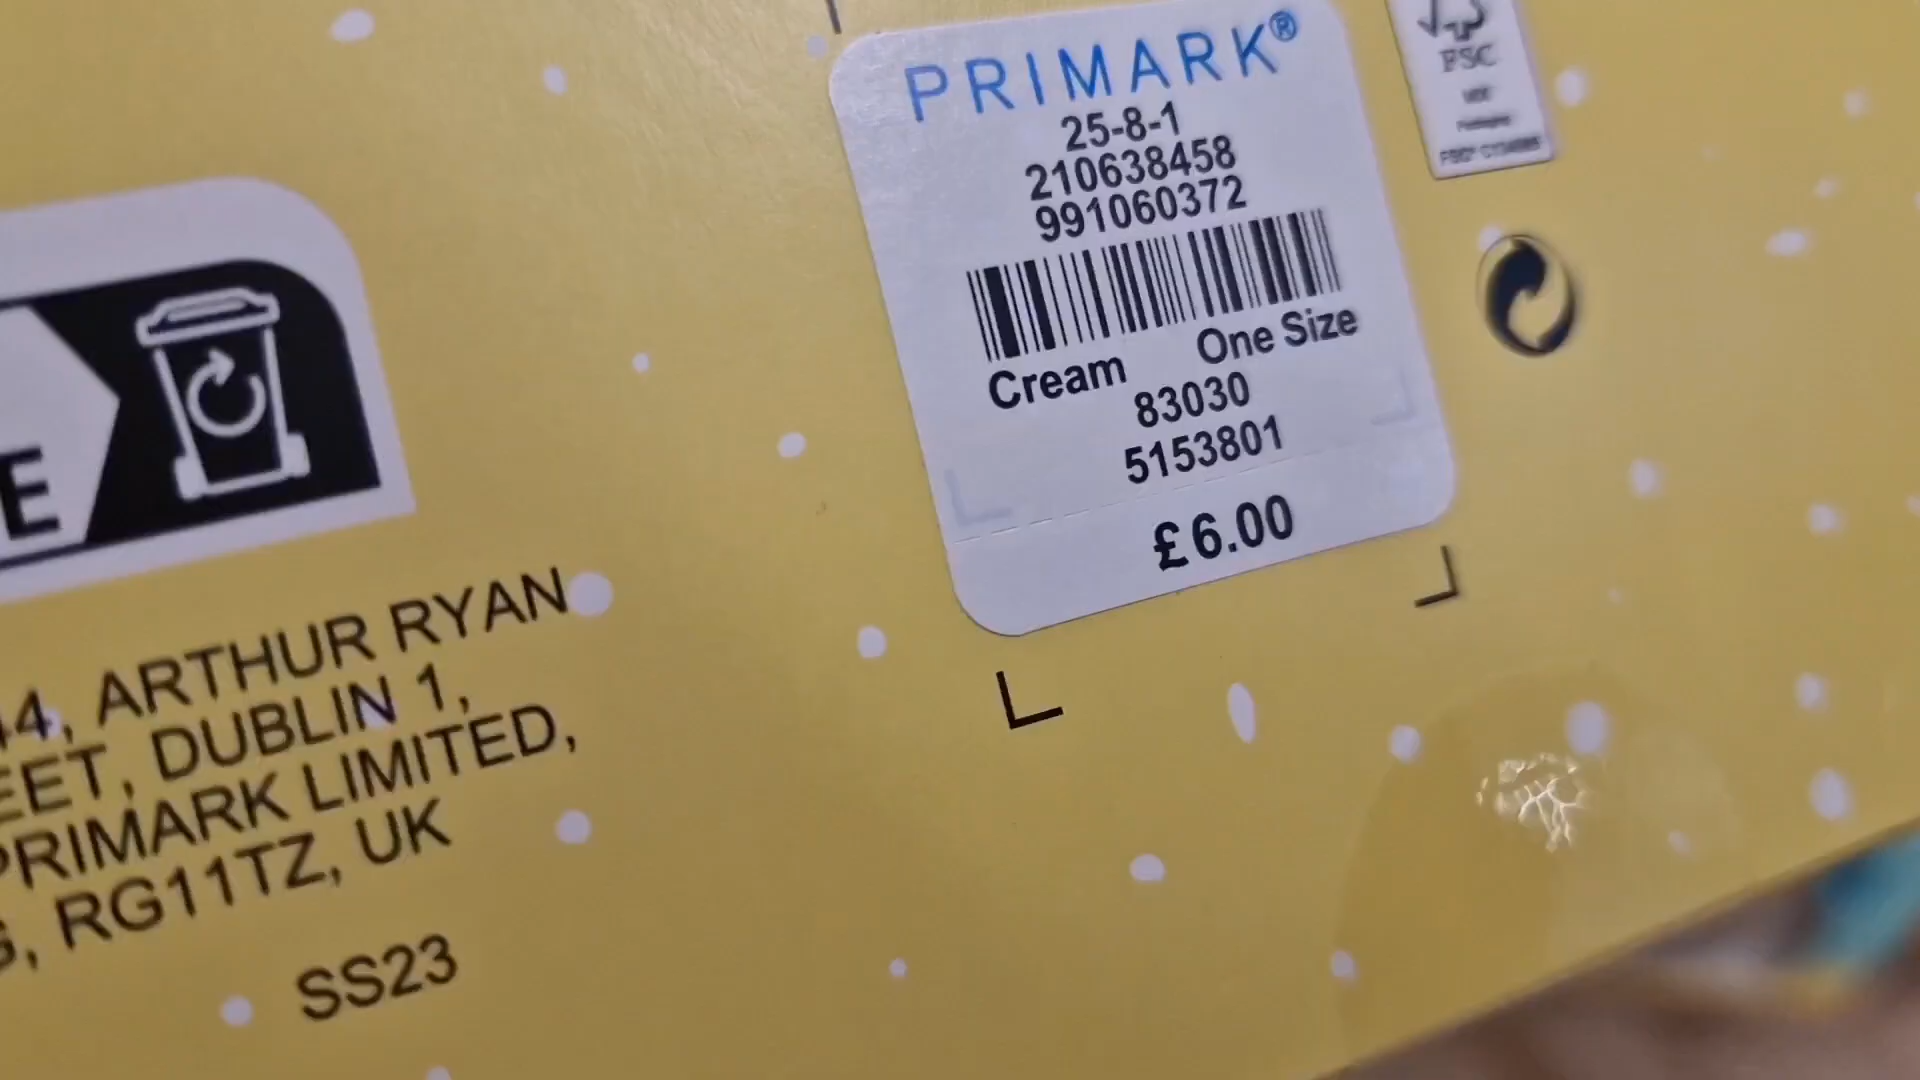 PRIMARK®
25-8-1
210638458
991060372
Cream One Size
83030
5153801
£6.00
FSC
E
44, ARTHUR RYAN
EET, DUBLIN 1,
PRIMARK LIMITED,
G, RG11TZ, UK
SS23